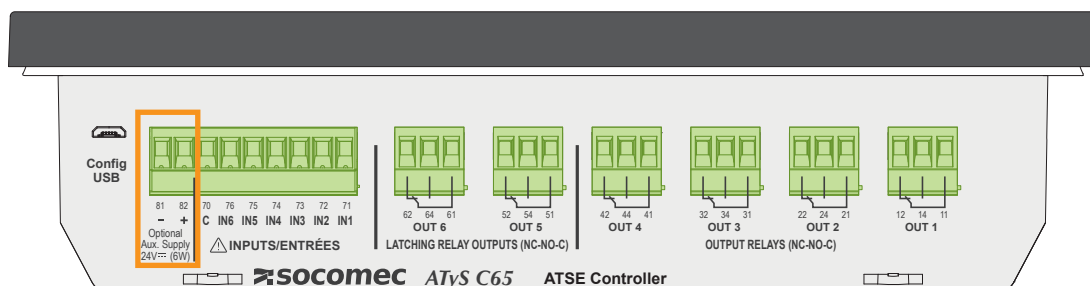 Config
USB
81 82 70 76 75 74 73 72 71
− + C IN6 IN5 IN4 IN3 IN2 IN1
Optional
Aux. Supply
24V⎓ (6W)
⚠ INPUTS/ENTRÉES
62 64 61
OUT 6
52 54 51
OUT 5
LATCHING RELAY OUTPUTS (NC-NO-C)
42 44 41
OUT 4
32 34 31
OUT 3
22 24 21
OUT 2
12 14 11
OUT 1
OUTPUT RELAYS (NC-NO-C)
socomec ATyS C65 ATSE Controller